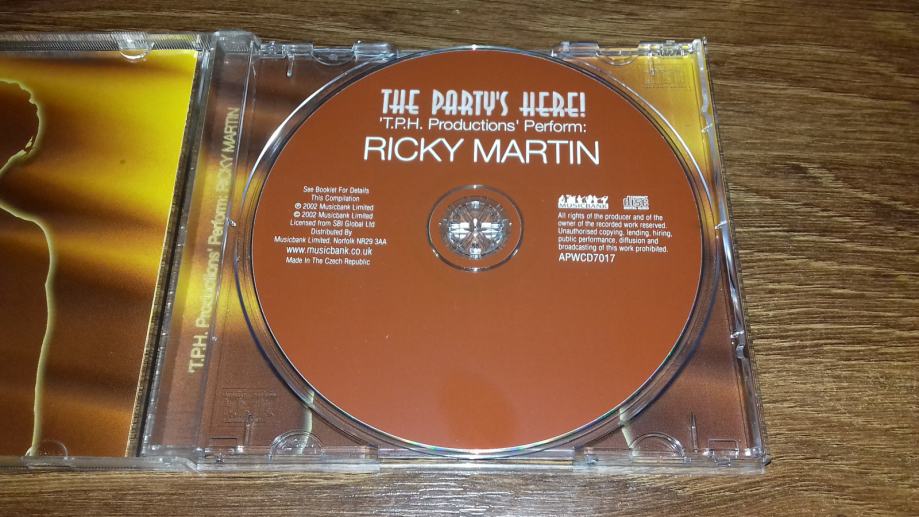 'T.P.H. Productions' Perform: RICKY MARTIN
THE PARTY'S HERE!
'T.P.H. Productions' Perform:
RICKY MARTIN
See Booklet For Details
This Compilation
℗ 2002 Musicbank Limited
© 2002 Musicbank Limited
Licensed from SBI Global Ltd
Distributed By
Musicbank Limited, Norfolk NR29 3AA
www.musicbank.co.uk
Made In The Czech Republic
MUSICBANK
All rights of the producer and of the
owner of the recorded work reserved.
Unauthorised copying, lending, hiring,
public performance, diffusion and
broadcasting of this work prohibited.
APWCD7017